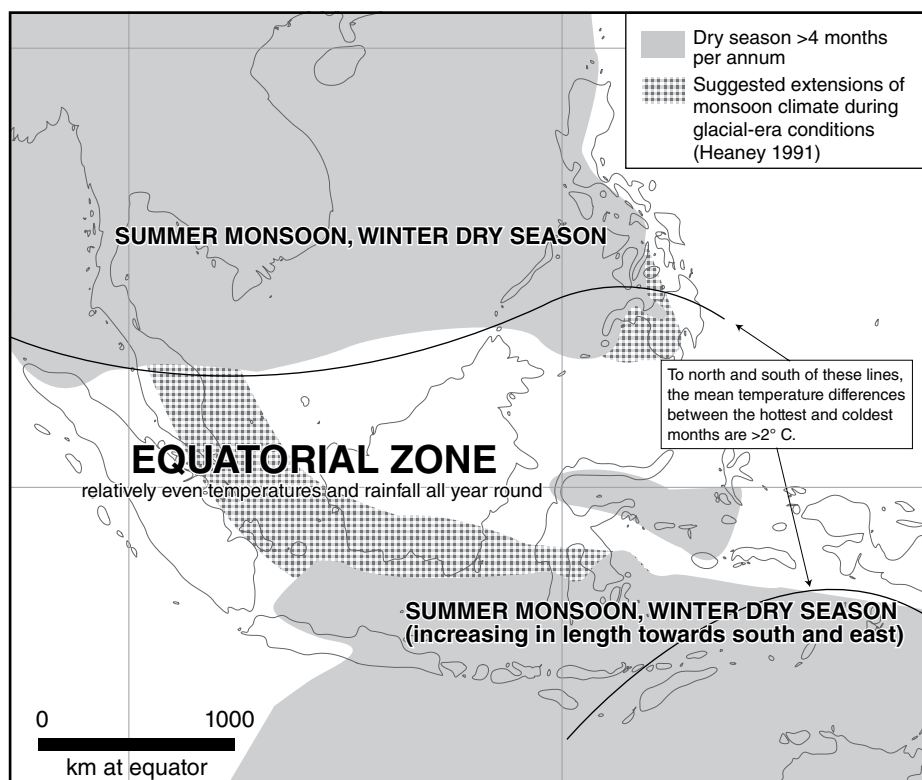 Dry season >4 months
per annum
Suggested extensions of
monsoon climate during
glacial-era conditions
(Heaney 1991)
SUMMER MONSOON, WINTER DRY SEASON
To north and south of these lines,
the mean temperature differences
between the hottest and coldest
months are >2° C.
EQUATORIAL ZONE
relatively even temperatures and rainfall all year round
SUMMER MONSOON, WINTER DRY SEASON
(increasing in length towards south and east)
0 1000
km at equator